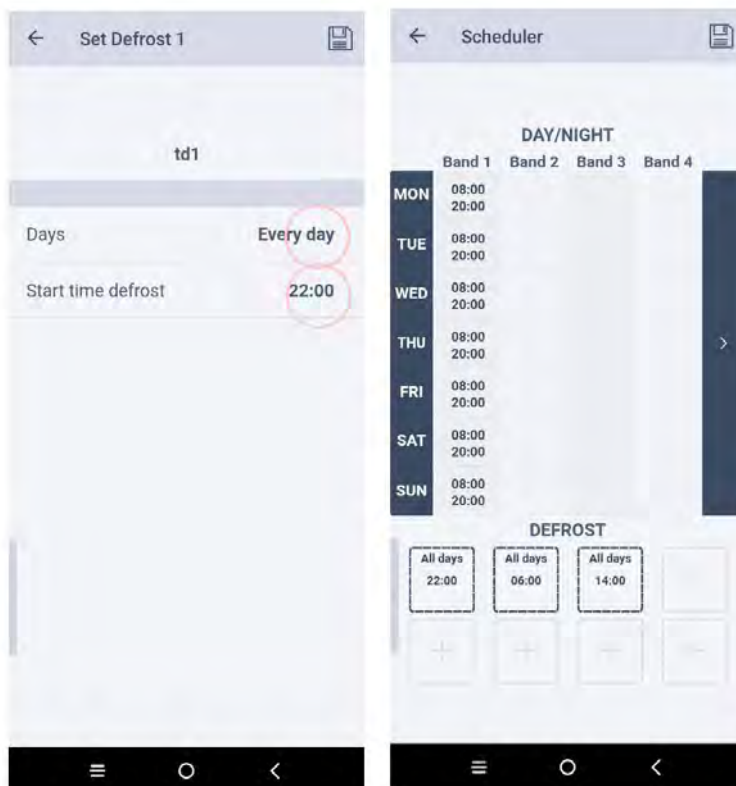 Set Defrost 1
td1
Days Every day
Start time defrost 22:00
Scheduler
DAY/NIGHT
Band 1 Band 2 Band 3 Band 4
MON 08:00
20:00
TUE 08:00
20:00
WED 08:00
20:00
THU 08:00
20:00
FRI 08:00
20:00
SAT 08:00
20:00
SUN 08:00
20:00
DEFROST
All days All days All days
22:00 06:00 14:00